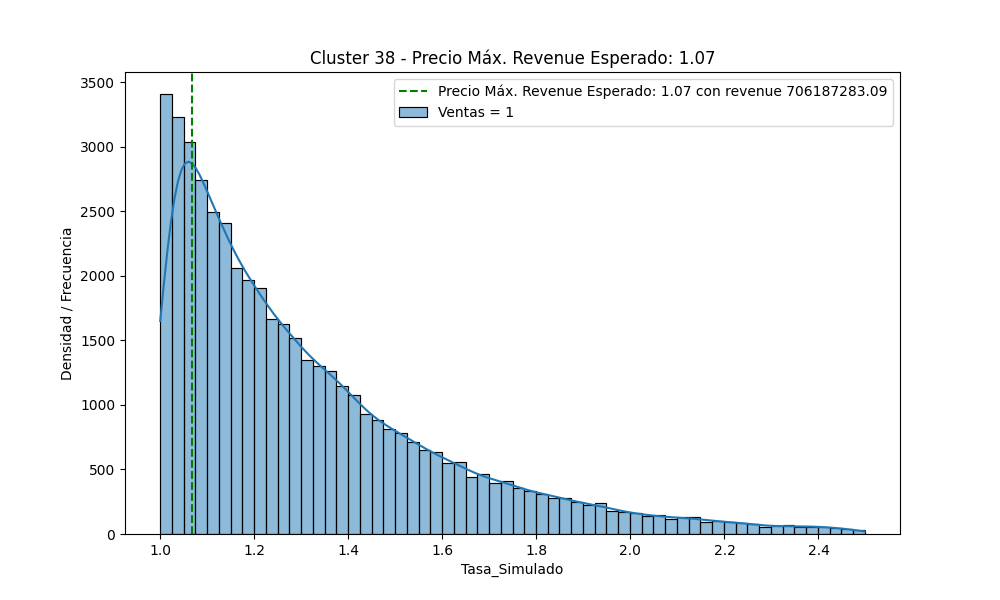 Cluster 38 - Precio Máx. Revenue Esperado: 1.07
Precio Máx. Revenue Esperado: 1.07 con revenue 706187283.09
Ventas = 1
3500
3000
2500
2000
1500
1000
500
0
Densidad / Frecuencia
1.0 1.2 1.4 1.6 1.8 2.0 2.2 2.4
Tasa_Simulado